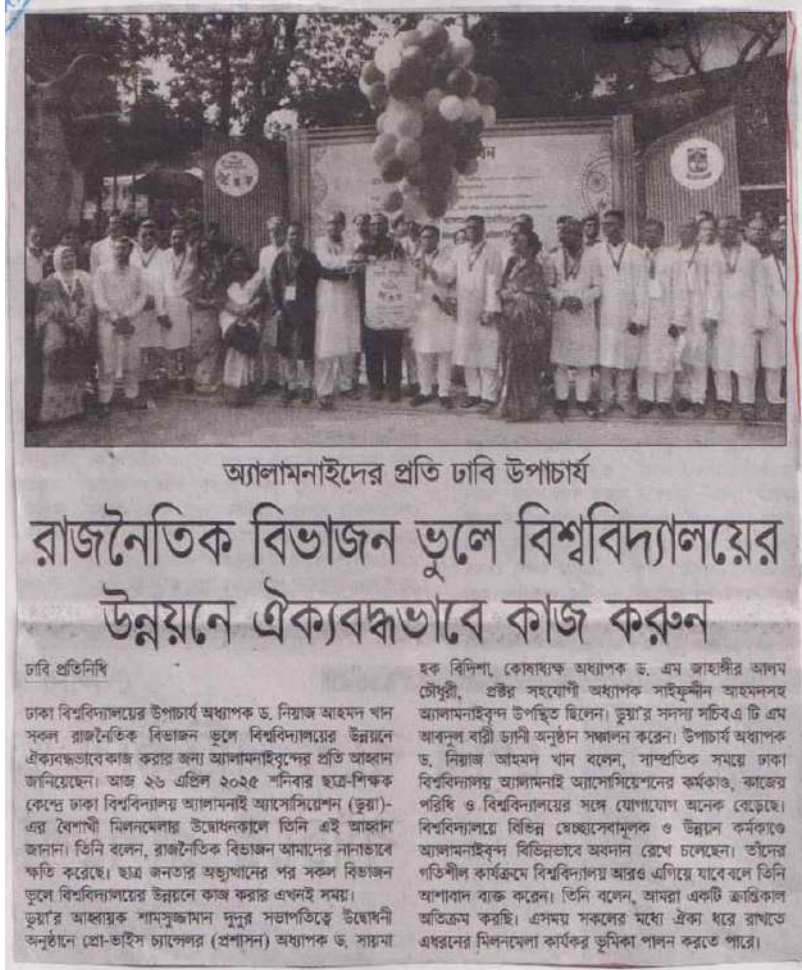 অ্যালামনাইদের প্রতি ঢাবি উপাচার্য
রাজনৈতিক বিভাজন ভুলে বিশ্ববিদ্যালয়ের
উন্নয়নে ঐক্যবদ্ধভাবে কাজ করুন
ঢাবি প্রতিনিধি
ঢাকা বিশ্ববিদ্যালয়ের উপাচার্য অধ্যাপক ড. নিয়াজ আহমদ খান
সকল রাজনৈতিক বিভাজন ভুলে বিশ্ববিদ্যালয়ের উন্নয়নে
ঐক্যবদ্ধভাবে কাজ করার জন্য অ্যালামনাইবৃন্দের প্রতি আহ্বান
জানিয়েছেন। আজ ২৬ এপ্রিল ২০২৫ শনিবার ছাত্র-শিক্ষক
কেন্দ্রে ঢাকা বিশ্ববিদ্যালয় অ্যালামনাই অ্যাসোসিয়েশন (ডুয়া)-
এর বৈশাখী মিলনমেলার উদ্বোধনকালে তিনি এই আহ্বান
জানান। তিনি বলেন, রাজনৈতিক বিভাজন আমাদের নানাভাবে
ক্ষতি করেছে। ছাত্র জনতার অভ্যুত্থানের পর সকল বিভাজন
ভুলে বিশ্ববিদ্যালয়ের উন্নয়নে কাজ করার এখনই সময়।
ডুয়া'র আহ্বায়ক শামসুজ্জামান দুদুর সভাপতিত্বে উদ্বোধনী
অনুষ্ঠানে প্রো-ভাইস চ্যান্সেলর (প্রশাসন) অধ্যাপক ড. সায়মা
হক বিদিশা, কোষাধ্যক্ষ অধ্যাপক ড. এম জাহাঙ্গীর আলম
চৌধুরী, প্রক্টর সহযোগী অধ্যাপক সাইফুদ্দীন আহমদসহ
অ্যালামনাইবৃন্দ উপস্থিত ছিলেন। ডুয়া'র সদস্য সচিব এ টি এম
আবদুল বারী ড্যানী অনুষ্ঠান সঞ্চালন করেন। উপাচার্য অধ্যাপক
ড. নিয়াজ আহমদ খান বলেন, সাম্প্রতিক সময়ে ঢাকা
বিশ্ববিদ্যালয় অ্যালামনাই অ্যাসোসিয়েশনের কর্মকাণ্ড, কাজের
পরিধি ও বিশ্ববিদ্যালয়ের সঙ্গে যোগাযোগ অনেক বেড়েছে।
বিশ্ববিদ্যালয়ে বিভিন্ন স্বেচ্ছাসেবামূলক ও উন্নয়ন কর্মকাণ্ডে
অ্যালামনাইবৃন্দ বিভিন্নভাবে অবদান রেখে চলেছেন। তাঁদের
গতিশীল কার্যক্রমে বিশ্ববিদ্যালয় আরও এগিয়ে যাবে বলে তিনি
আশাবাদ ব্যক্ত করেন। তিনি বলেন, আমরা একটি ক্রান্তিকাল
অতিক্রম করছি। এসময় সকলের মধ্যে ঐক্য ধরে রাখতে
এধরনের মিলনমেলা কার্যকর ভূমিকা পালন করতে পারে।